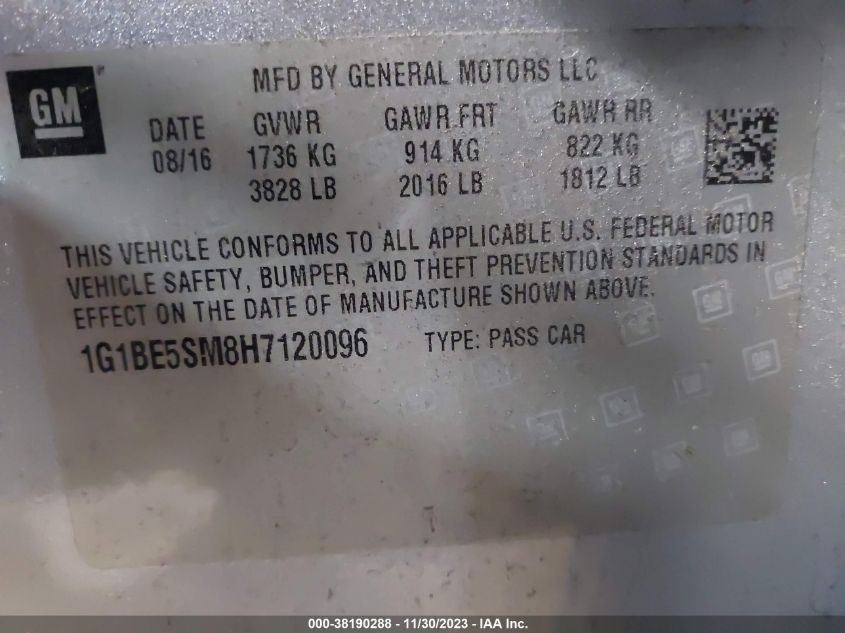 GM
MFD BY GENERAL MOTORS LLC
DATE GVWR GAWR FRT GAWR RR
08/16 1736 KG 914 KG 822 KG
3828 LB 2016 LB 1812 LB
THIS VEHICLE CONFORMS TO ALL APPLICABLE U.S. FEDERAL MOTOR
VEHICLE SAFETY, BUMPER, AND THEFT PREVENTION STANDARDS IN
EFFECT ON THE DATE OF MANUFACTURE SHOWN ABOVE.
1G1BE5SM8H7120096 TYPE: PASS CAR
000-38190288 - 11/30/2023 - IAA Inc.